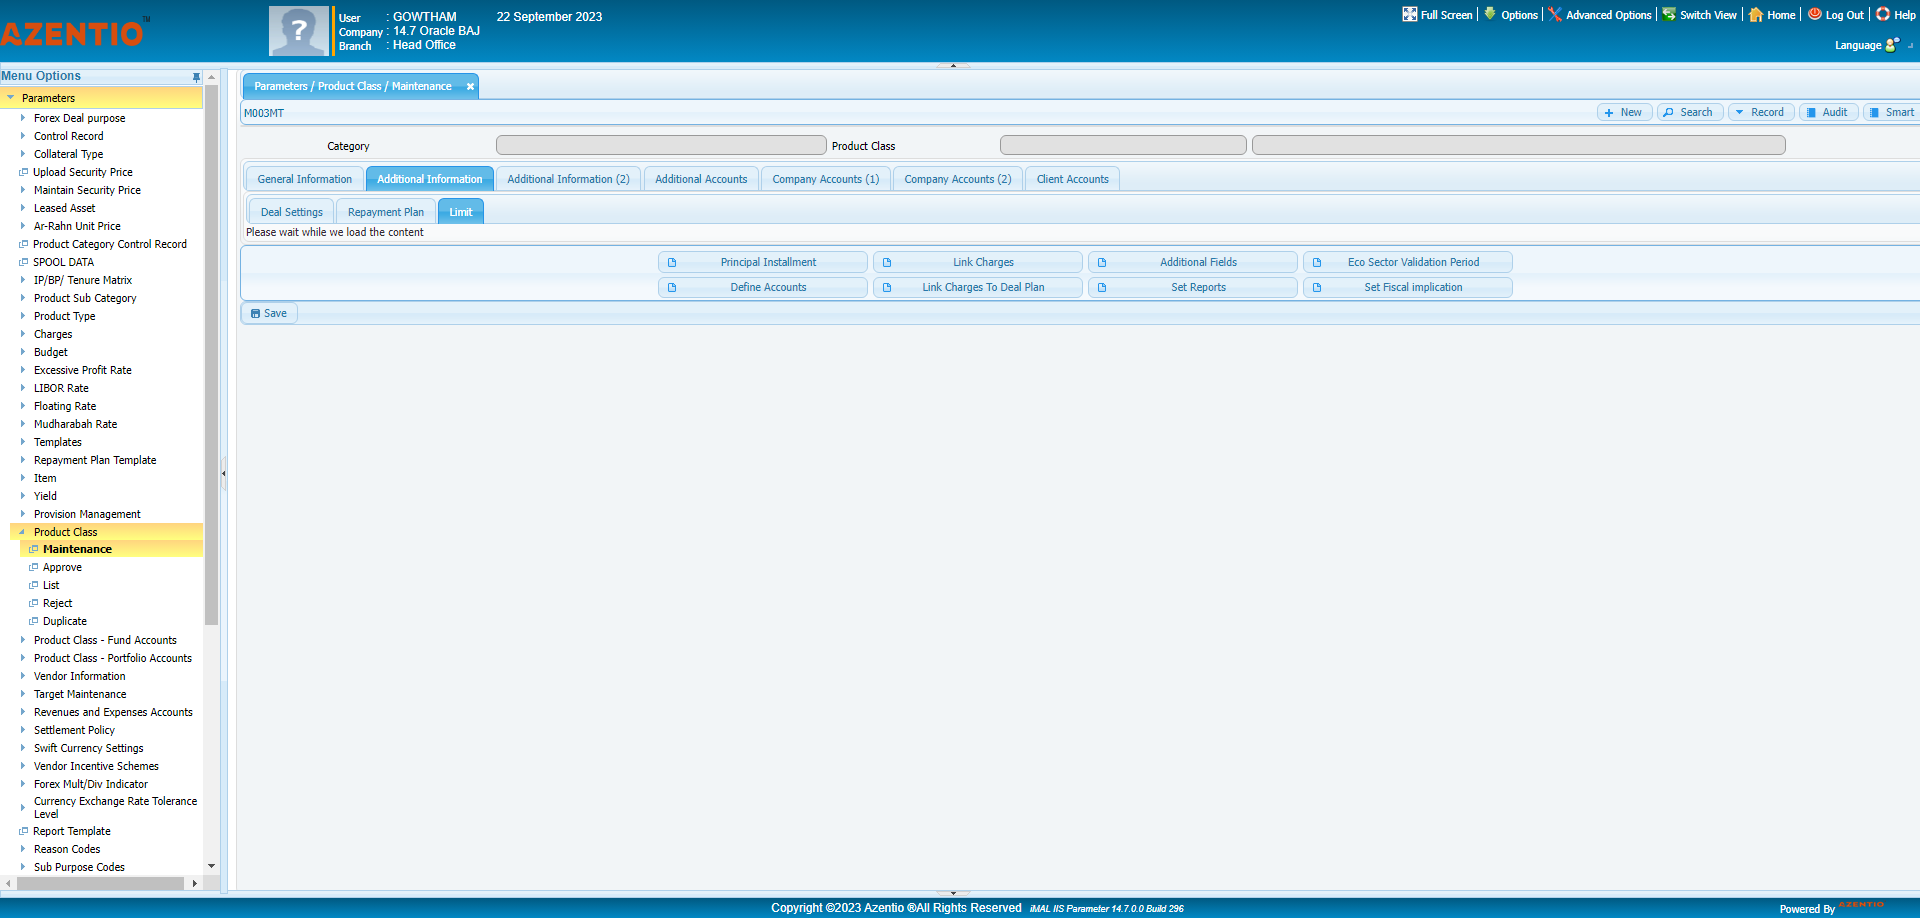 AZENTIO™
User : GOWTHAM 22 September 2023
Company : 14.7 Oracle BAJ
Branch : Head Office
Full Screen Options Advanced Options Switch View Home Log Out Help
Language
Menu Options
Parameters
Forex Deal purpose
Control Record
Collateral Type
Upload Security Price
Maintain Security Price
Leased Asset
Ar-Rahn Unit Price
Product Category Control Record
SPOOL DATA
IP/BP/ Tenure Matrix
Product Sub Category
Product Type
Charges
Budget
Excessive Profit Rate
LIBOR Rate
Floating Rate
Mudharabah Rate
Templates
Repayment Plan Template
Item
Yield
Provision Management
Product Class
Maintenance
Approve
List
Reject
Duplicate
Product Class - Fund Accounts
Product Class - Portfolio Accounts
Vendor Information
Target Maintenance
Revenues and Expenses Accounts
Settlement Policy
Swift Currency Settings
Vendor Incentive Schemes
Forex Mult/Div Indicator
Currency Exchange Rate Tolerance
Level
Report Template
Reason Codes
Sub Purpose Codes
Parameters / Product Class / Maintenance
M003MT
New Search Record Audit Smart
Category Product Class
General Information Additional Information Additional Information (2) Additional Accounts Company Accounts (1) Company Accounts (2) Client Accounts
Deal Settings Repayment Plan Limit
Please wait while we load the content
Principal Installment Link Charges Additional Fields Eco Sector Validation Period
Define Accounts Link Charges To Deal Plan Set Reports Set Fiscal implication
Save
Copyright ©2023 Azentio ®All Rights Reserved iMAL IIS Parameter 14.7.0.0 Build 296
Powered By AZENTIO